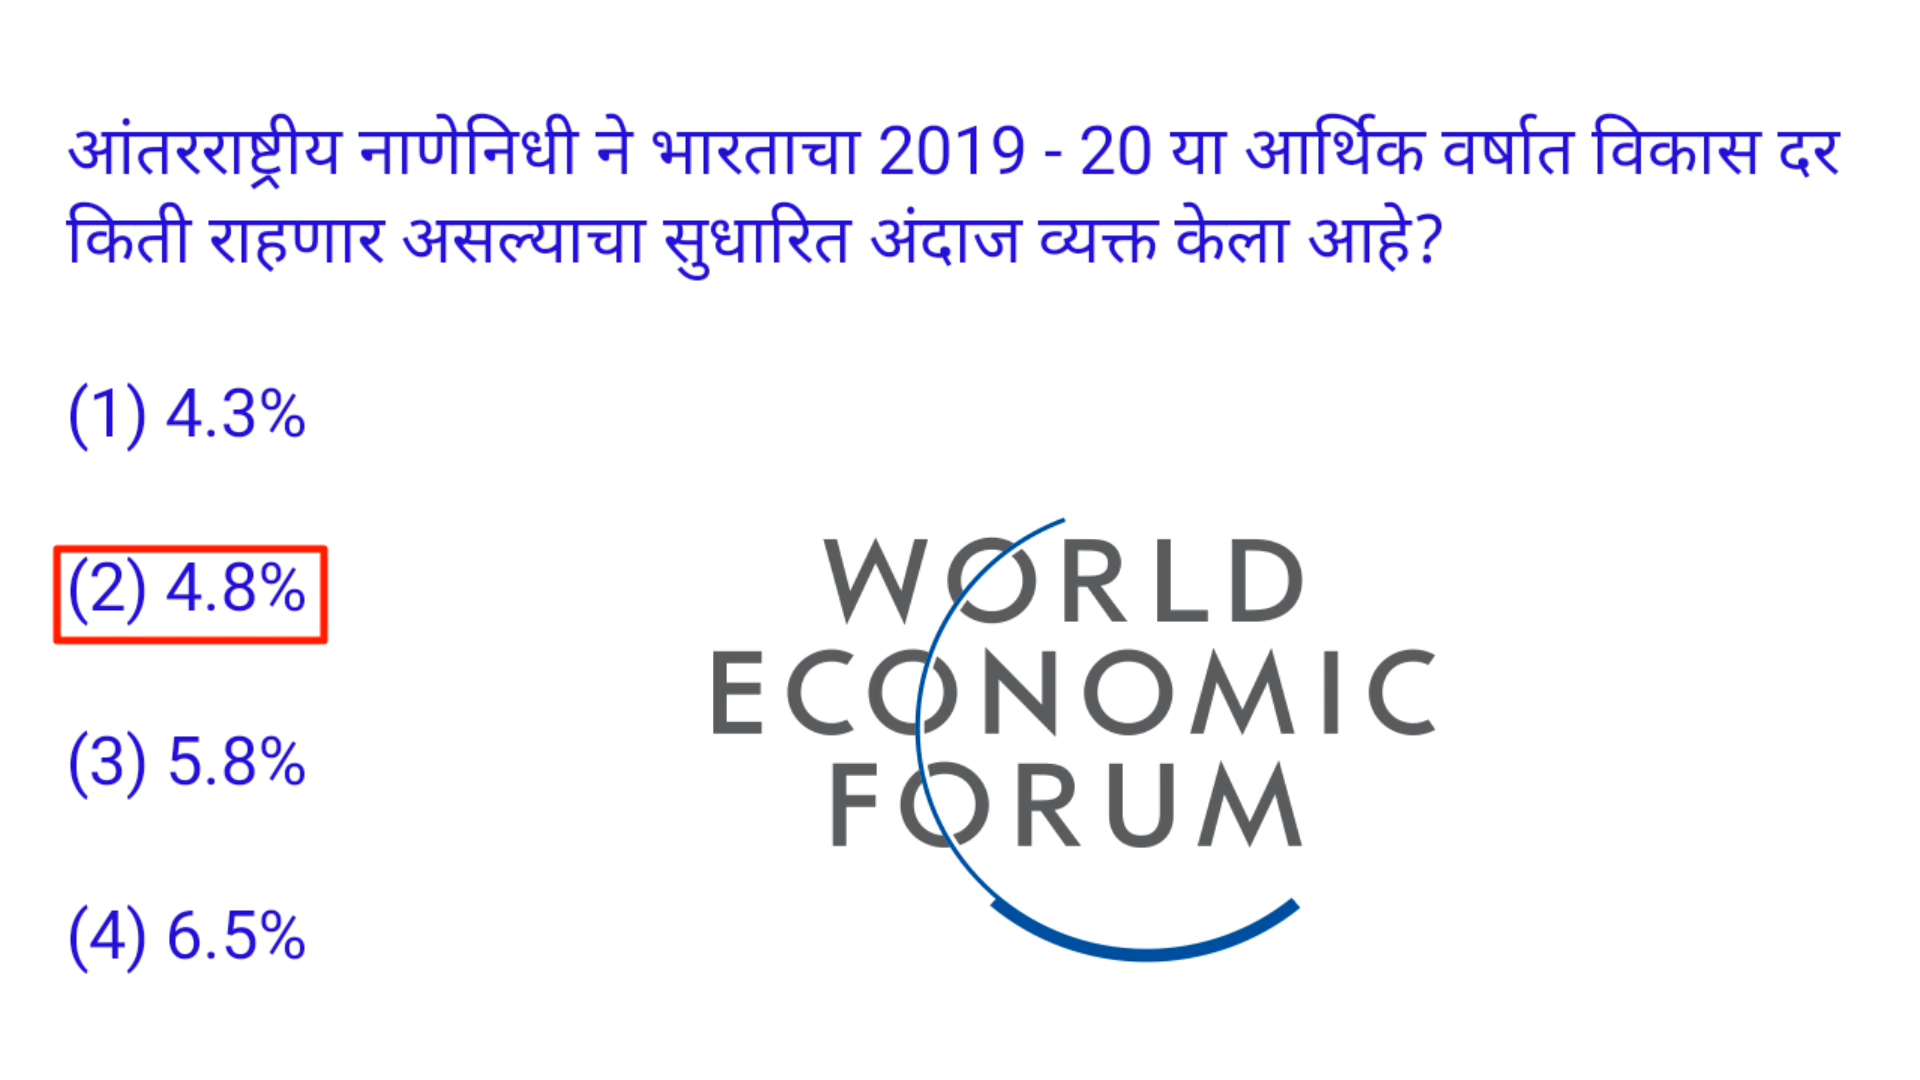 आंतरराष्ट्रीय नाणेनिधी ने भारताचा 2019 - 20 या आर्थिक वर्षात विकास दर
किती राहणार असल्याचा सुधारित अंदाज व्यक्त केला आहे?
(1) 4.3%
(2) 4.8%
(3) 5.8%
(4) 6.5%
WORLD
ECONOMIC
FORUM